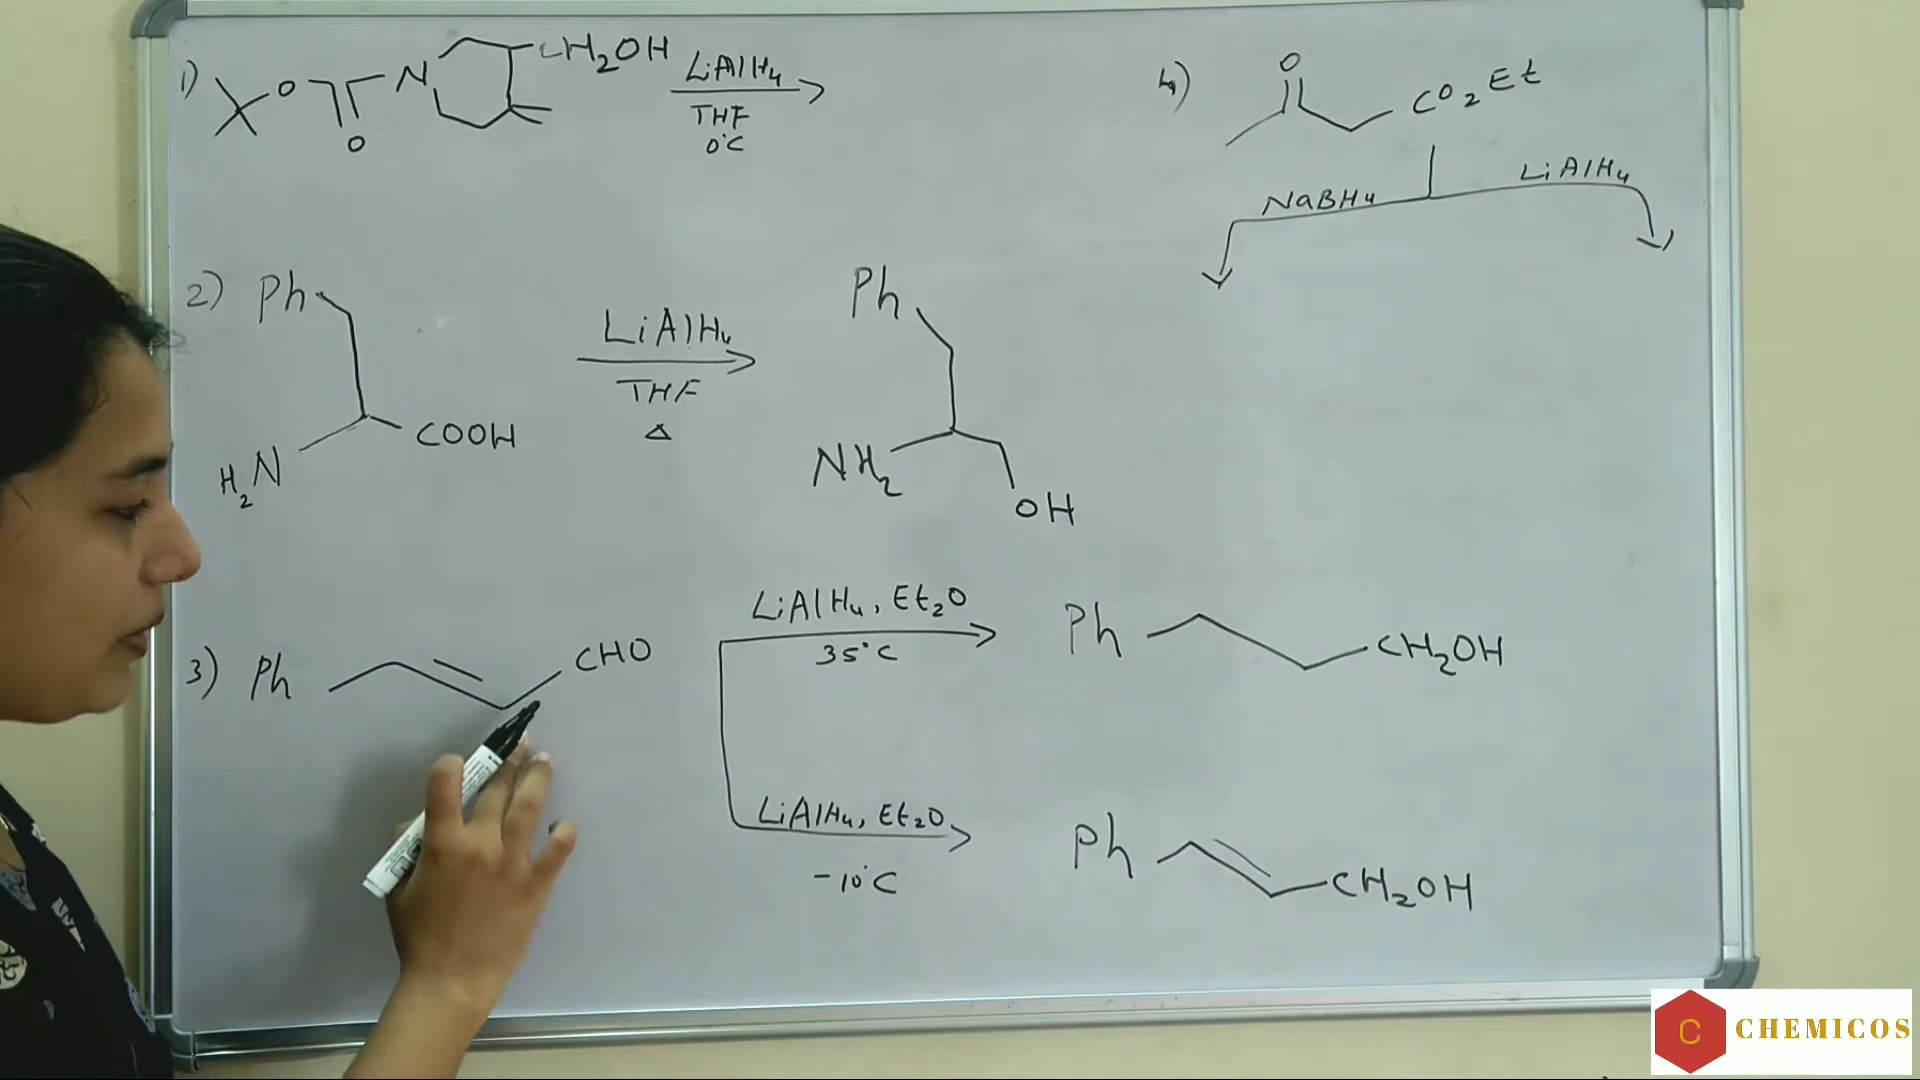 1) O N CH₂OH LiAlH₄
O THF
0°C
2) Ph LiAlH₄ Ph
THF
Δ
H₂N COOH NH₂
OH
3) Ph CHO LiAlH₄, Et₂O Ph CH₂OH
35°C
LiAlH₄, Et₂O Ph CH₂OH
-10°C
4) O CO₂Et
NaBH₄ LiAlH₄
C CHEMICOS